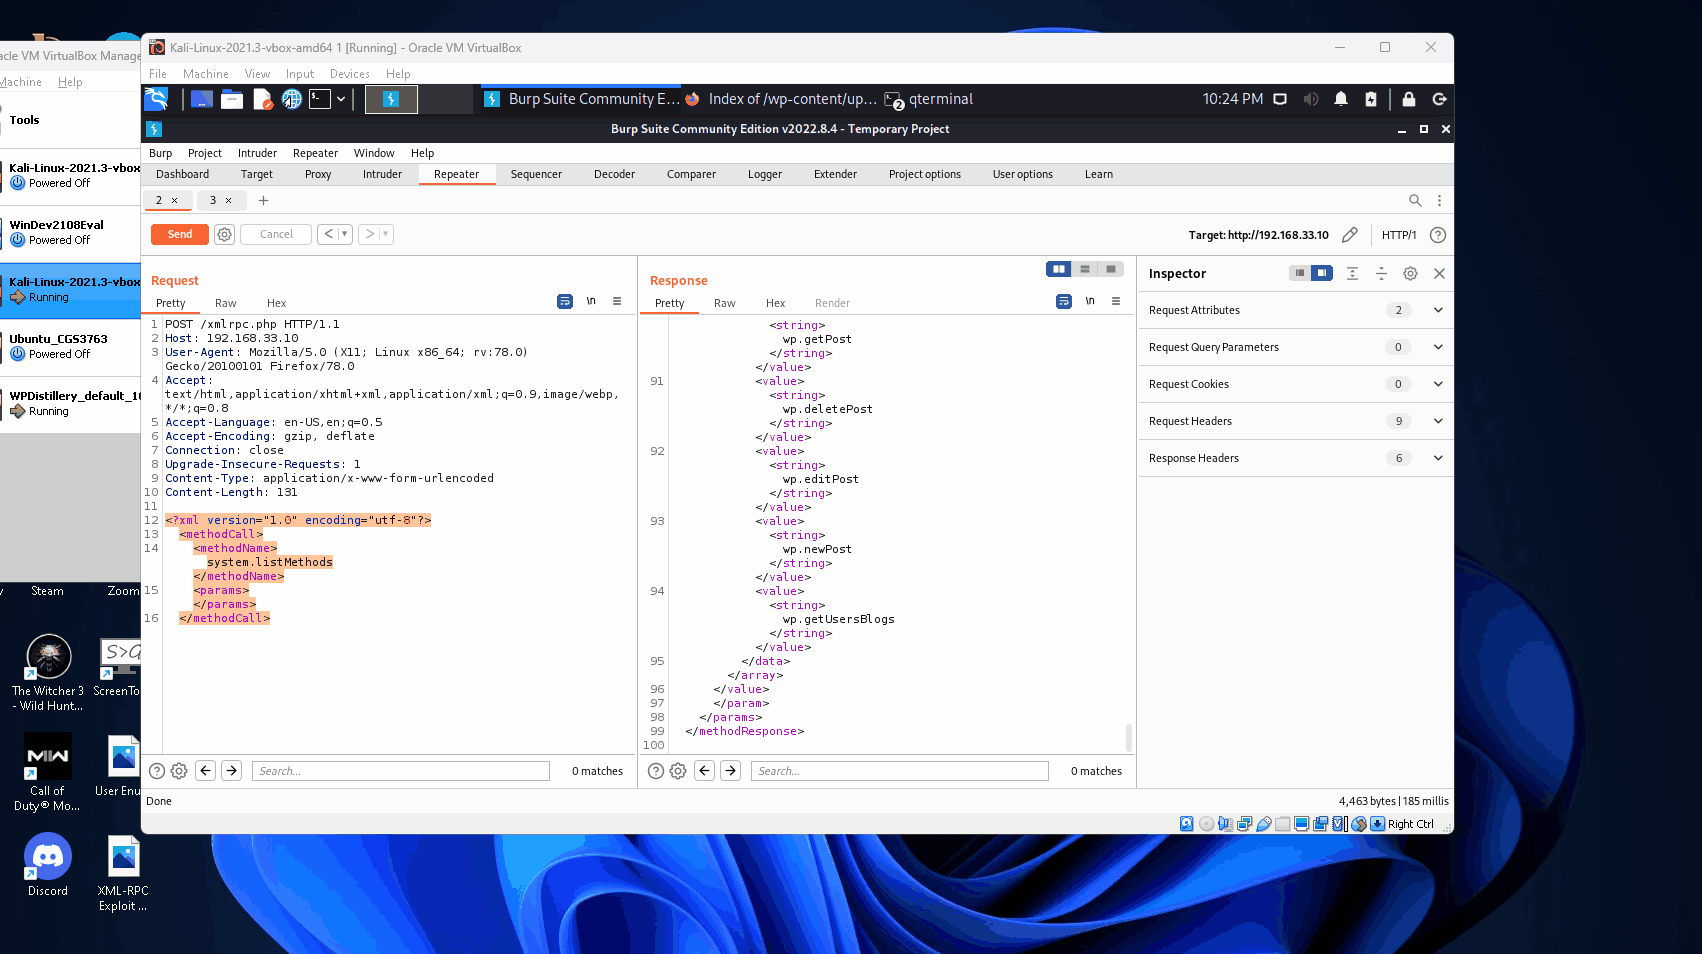 acle VM VirtualBox Manage
Machine Help
Tools
Kali-Linux-2021.3-vbox
Powered Off
WinDev2108Eval
Powered Off
Kali-Linux-2021.3-vbox
Running
Ubuntu_CGS3763
Powered Off
WPDistillery_default_16
Running
Kali-Linux-2021.3-vbox-amd64 1 [Running] - Oracle VM VirtualBox
File Machine View Input Devices Help
Burp Suite Community E... Index of /wp-content/up... 2 qterminal 10:24 PM
Burp Suite Community Edition v2022.8.4 - Temporary Project
Burp Project Intruder Repeater Window Help
Dashboard Target Proxy Intruder Repeater Sequencer Decoder Comparer Logger Extender Project options User options Learn
2 × 3 × +
Send Cancel < > Target: http://192.168.33.10 HTTP/1 ?
Request
Pretty Raw Hex \n
1 POST /xmlrpc.php HTTP/1.1
2 Host: 192.168.33.10
3 User-Agent: Mozilla/5.0 (X11; Linux x86_64; rv:78.0)
Gecko/20100101 Firefox/78.0
4 Accept:
text/html,application/xhtml+xml,application/xml;q=0.9,image/webp,
*/*;q=0.8
5 Accept-Language: en-US,en;q=0.5
6 Accept-Encoding: gzip, deflate
7 Connection: close
8 Upgrade-Insecure-Requests: 1
9 Content-Type: application/x-www-form-urlencoded
10 Content-Length: 131
11
12 <?xml version="1.0" encoding="utf-8"?>
13 <methodCall>
14 <methodName>
system.listMethods
</methodName>
15 <params>
</params>
16 </methodCall>
? Search... 0 matches
Response
Pretty Raw Hex Render \n
<string>
wp.getPost
</string>
</value>
91 <value>
<string>
wp.deletePost
</string>
</value>
92 <value>
<string>
wp.editPost
</string>
</value>
93 <value>
<string>
wp.newPost
</string>
</value>
94 <value>
<string>
wp.getUsersBlogs
</string>
</value>
95 </data>
</array>
96 </value>
97 </param>
98 </params>
99 </methodResponse>
100
? Search... 0 matches
Inspector
Request Attributes 2
Request Query Parameters 0
Request Cookies 0
Request Headers 9
Response Headers 6
Done 4,463 bytes | 185 millis
Right Ctrl
Steam Zoom
The Witcher 3
- Wild Hunt...
S>G
ScreenTo
MW
Call of
Duty® Mo...
User Enu
Discord
XML-RPC
Exploit ...